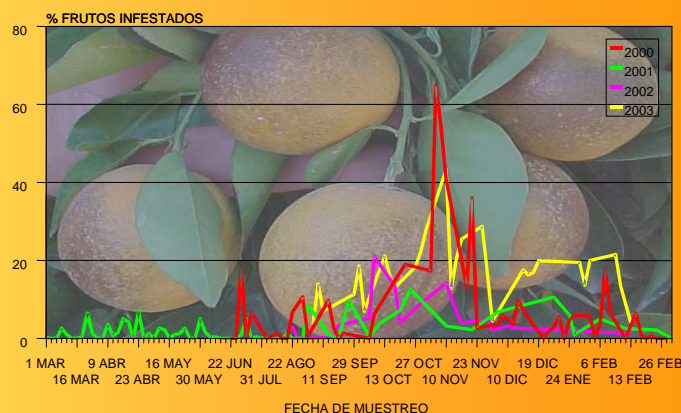 % FRUTOS INFESTADOS
80
60
40
20
0
2000
2001
2002
2003
1 MAR 9 ABR 16 MAY 22 JUN 22 AGO 29 SEP 27 OCT 23 NOV 19 DIC 6 FEB 26 FEB
16 MAR 23 ABR 30 MAY 31 JUL 11 SEP 13 OCT 10 NOV 10 DIC 24 ENE 13 FEB
FECHA DE MUESTREO